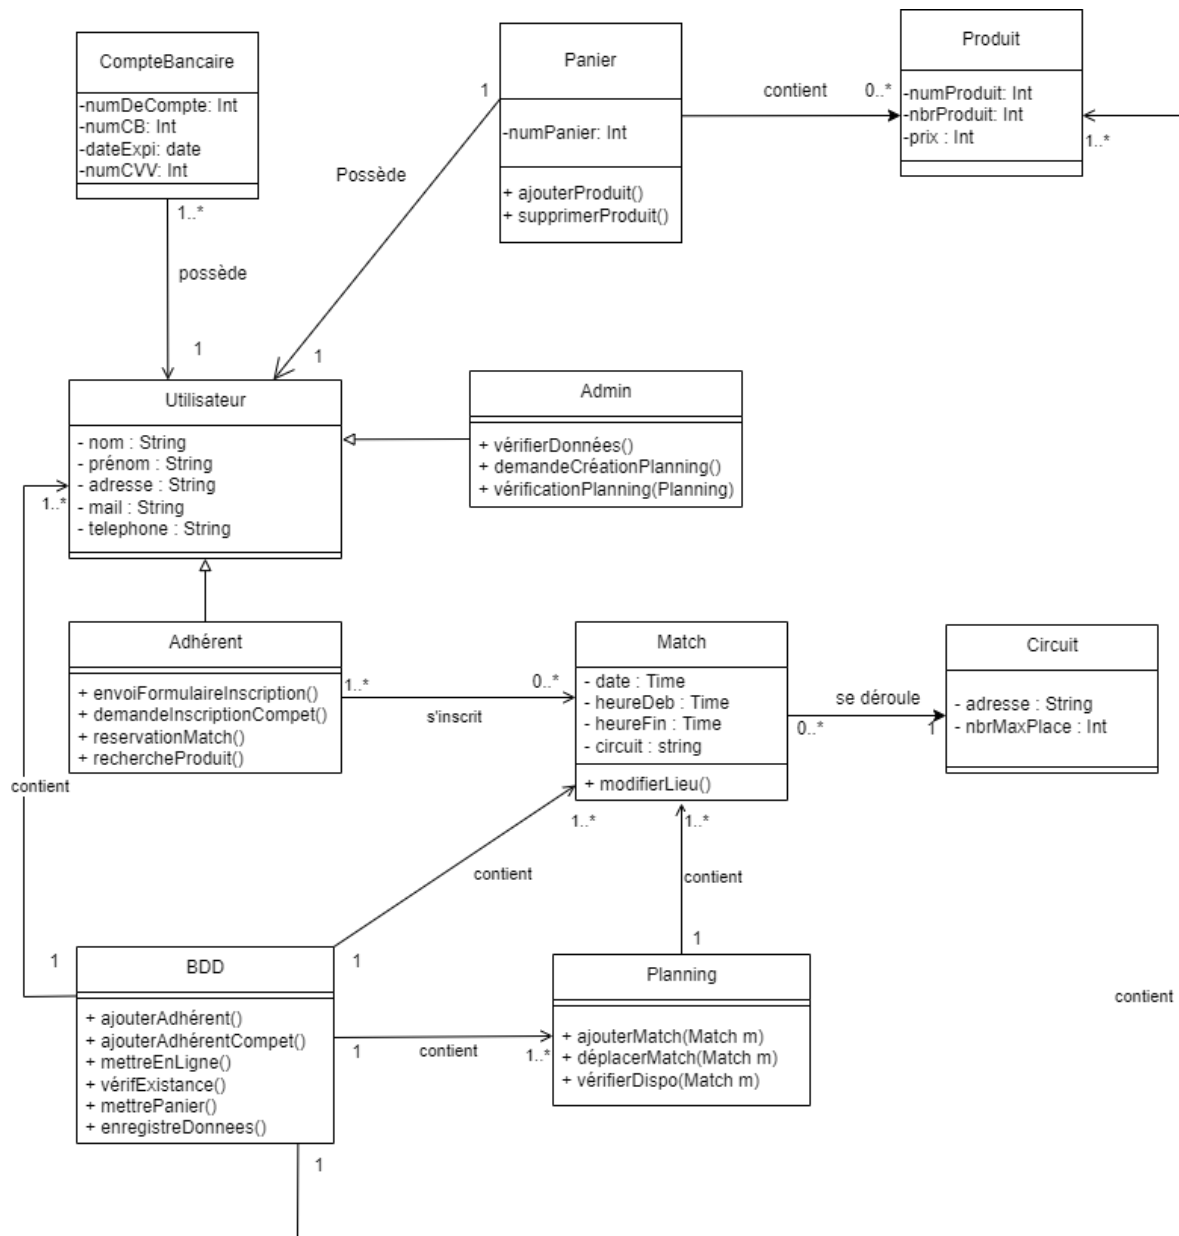 CompteBancaire
-numDeCompte: Int
-numCB: Int
-dateExpi: date
-numCVV: Int
1..*
possède
1
Panier
-numPanier: Int
+ ajouterProduit()
+ supprimerProduit()
1
Possède
1
contient
0..*
Produit
-numProduit: Int
-nbrProduit: Int
-prix : Int
1..*
Utilisateur
- nom : String
- prénom : String
- adresse : String
- mail : String
- telephone : String
1..*
Admin
+ vérifierDonnées()
+ demandeCréationPlanning()
+ vérificationPlanning(Planning)
Adhérent
+ envoiFormulaireInscription()
+ demandeInscriptionCompet()
+ reservationMatch()
+ rechercheProduit()
1..*
s'inscrit
0..*
Match
- date : Time
- heureDeb : Time
- heureFin : Time
- circuit : string
+ modifierLieu()
se déroule
0..*
1
Circuit
- adresse : String
- nbrMaxPlace : Int
contient
1..*
1..*
contient
contient
1
1
1
BDD
+ ajouterAdhérent()
+ ajouterAdhérentCompet()
+ mettreEnLigne()
+ vérifExistance()
+ mettrePanier()
+ enregistreDonnees()
1
contient
1..*
Planning
+ ajouterMatch(Match m)
+ déplacerMatch(Match m)
+ vérifierDispo(Match m)
contient
1